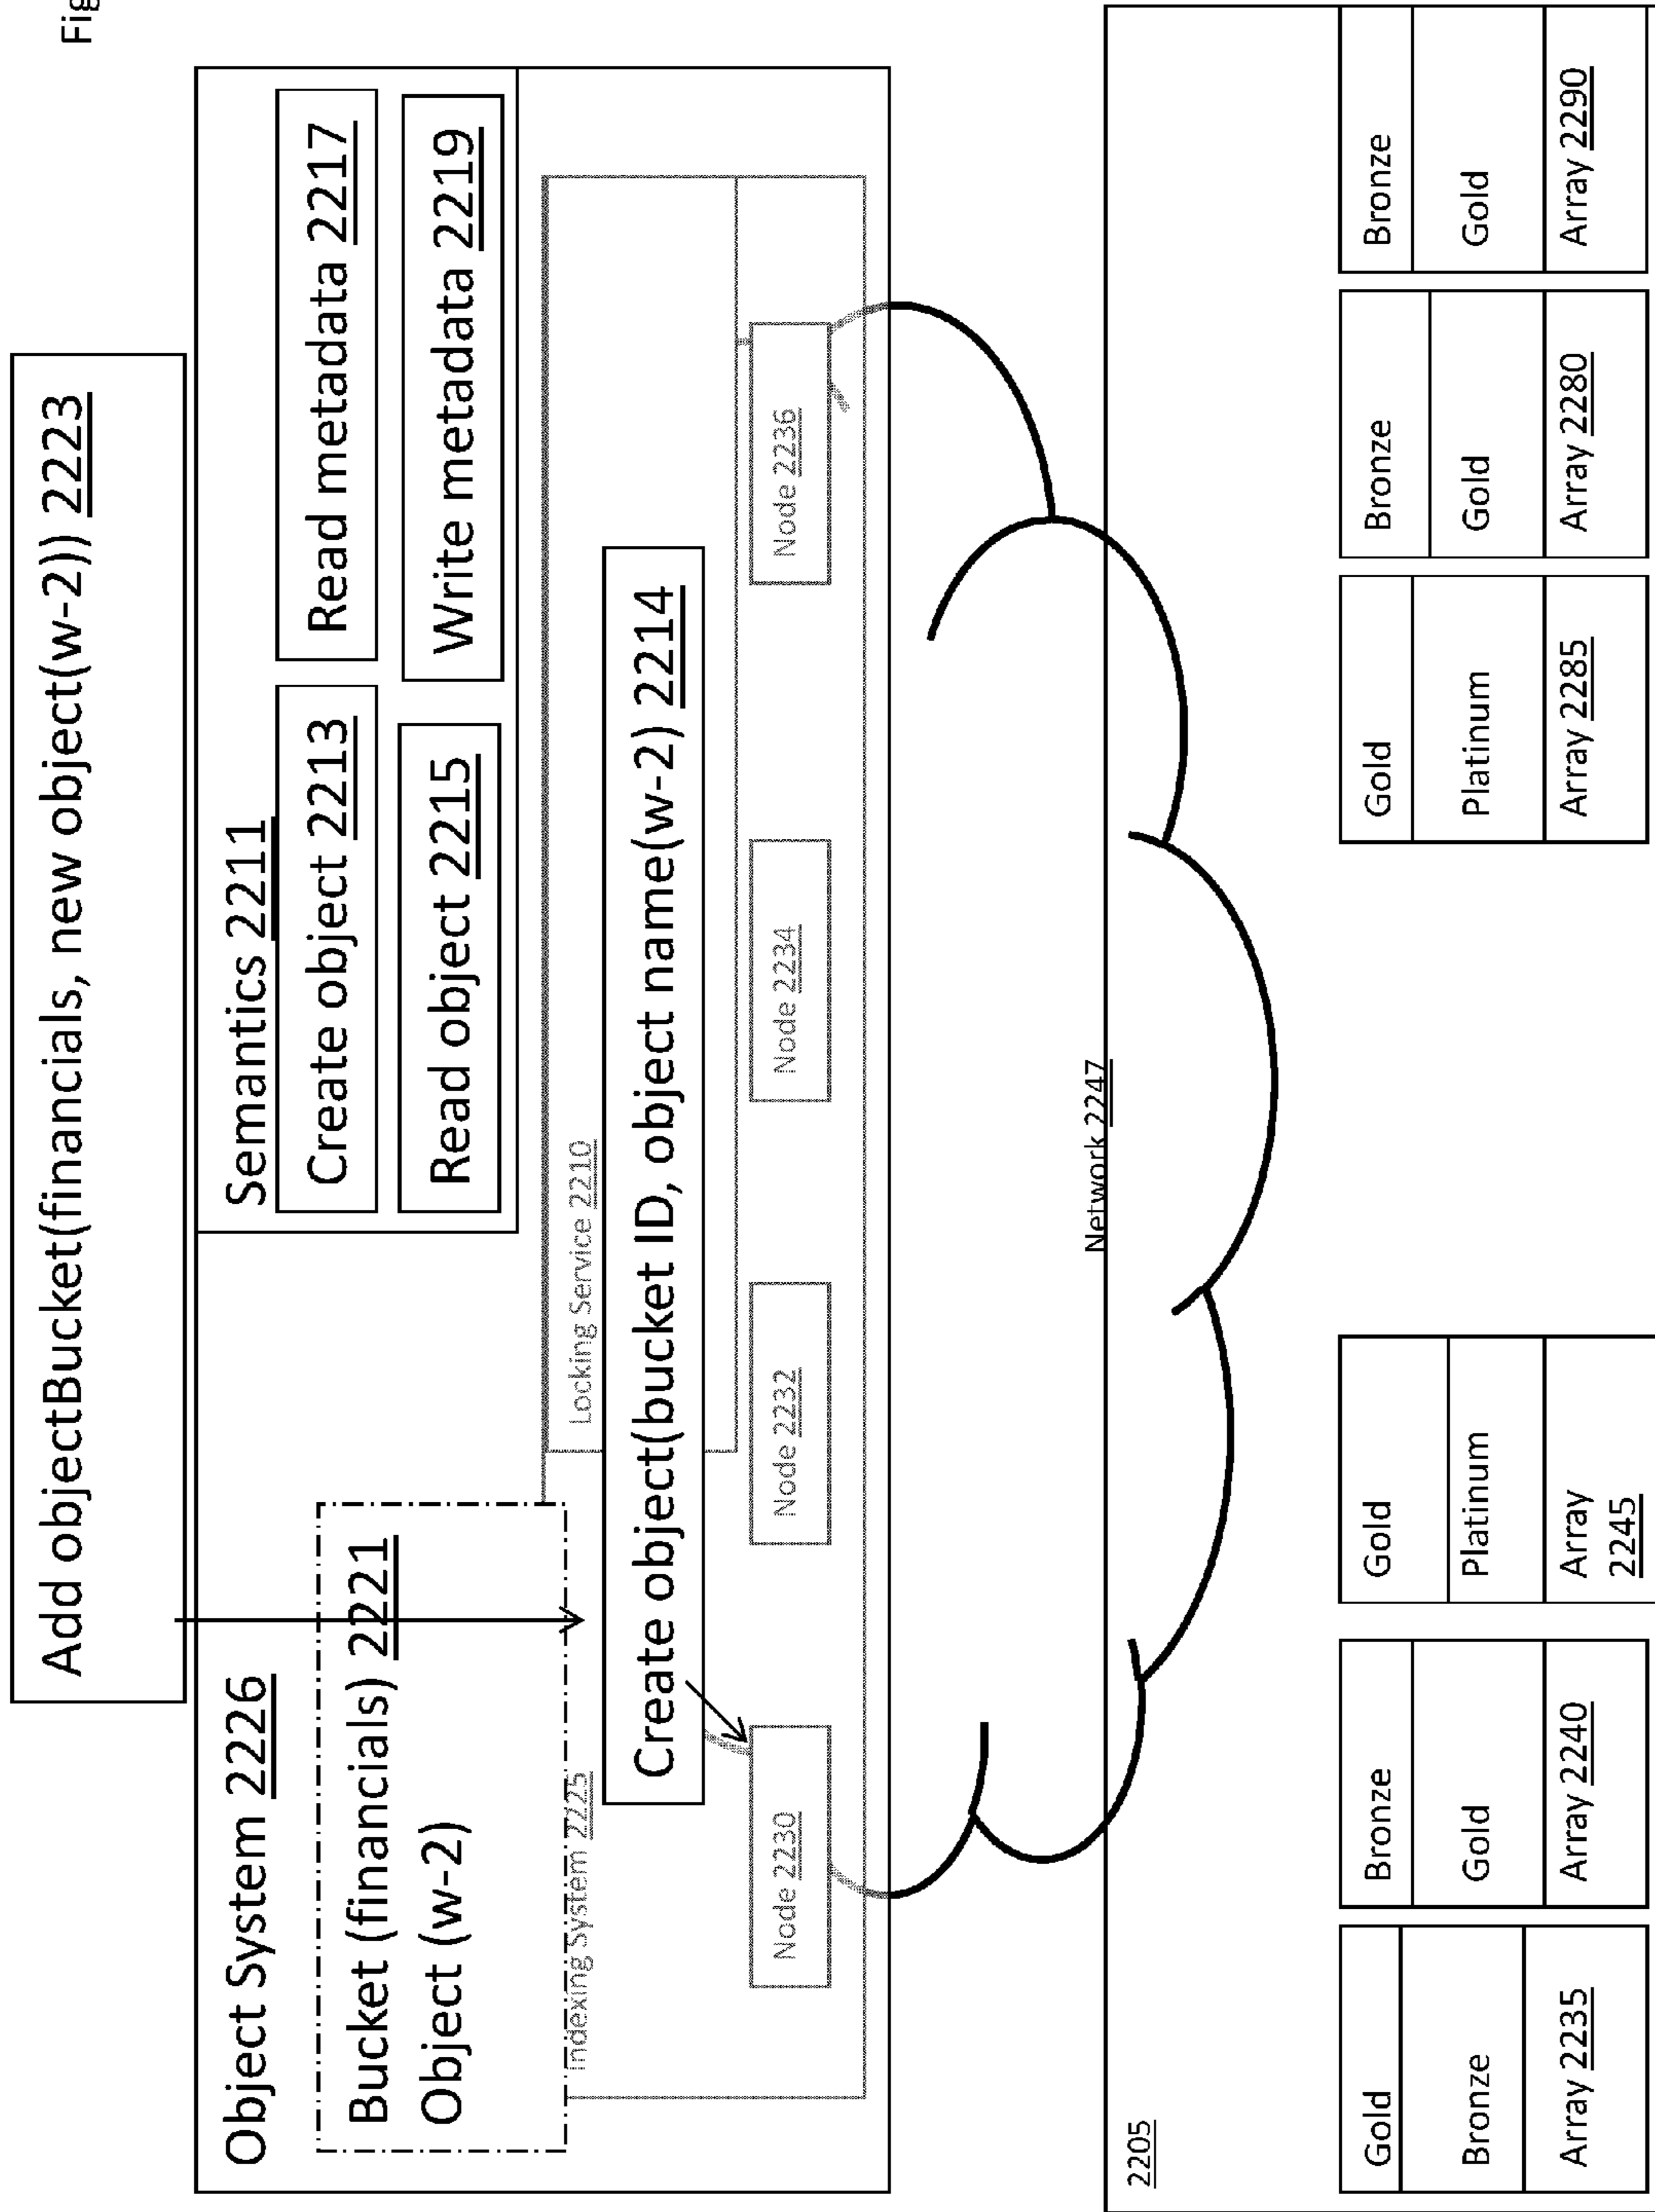 Fig
Add objectBucket(financials, new object(w-2)) 2223
Object System 2226
Semantics 2211
Create object 2213
Read metadata 2217
Read object 2215
Write metadata 2219
Bucket (financials) 2221
Object (w-2)
Indexing System 2225
Locking Service 2210
Create object(bucket ID, object name(w-2) 2214
Node 2230
Node 2232
Node 2234
Node 2236
Network 2247
2205
Gold
Bronze
Array 2235
Bronze
Gold
Array 2240
Gold
Platinum
Array
2245
Gold
Platinum
Array 2285
Bronze
Gold
Array 2280
Bronze
Gold
Array 2290